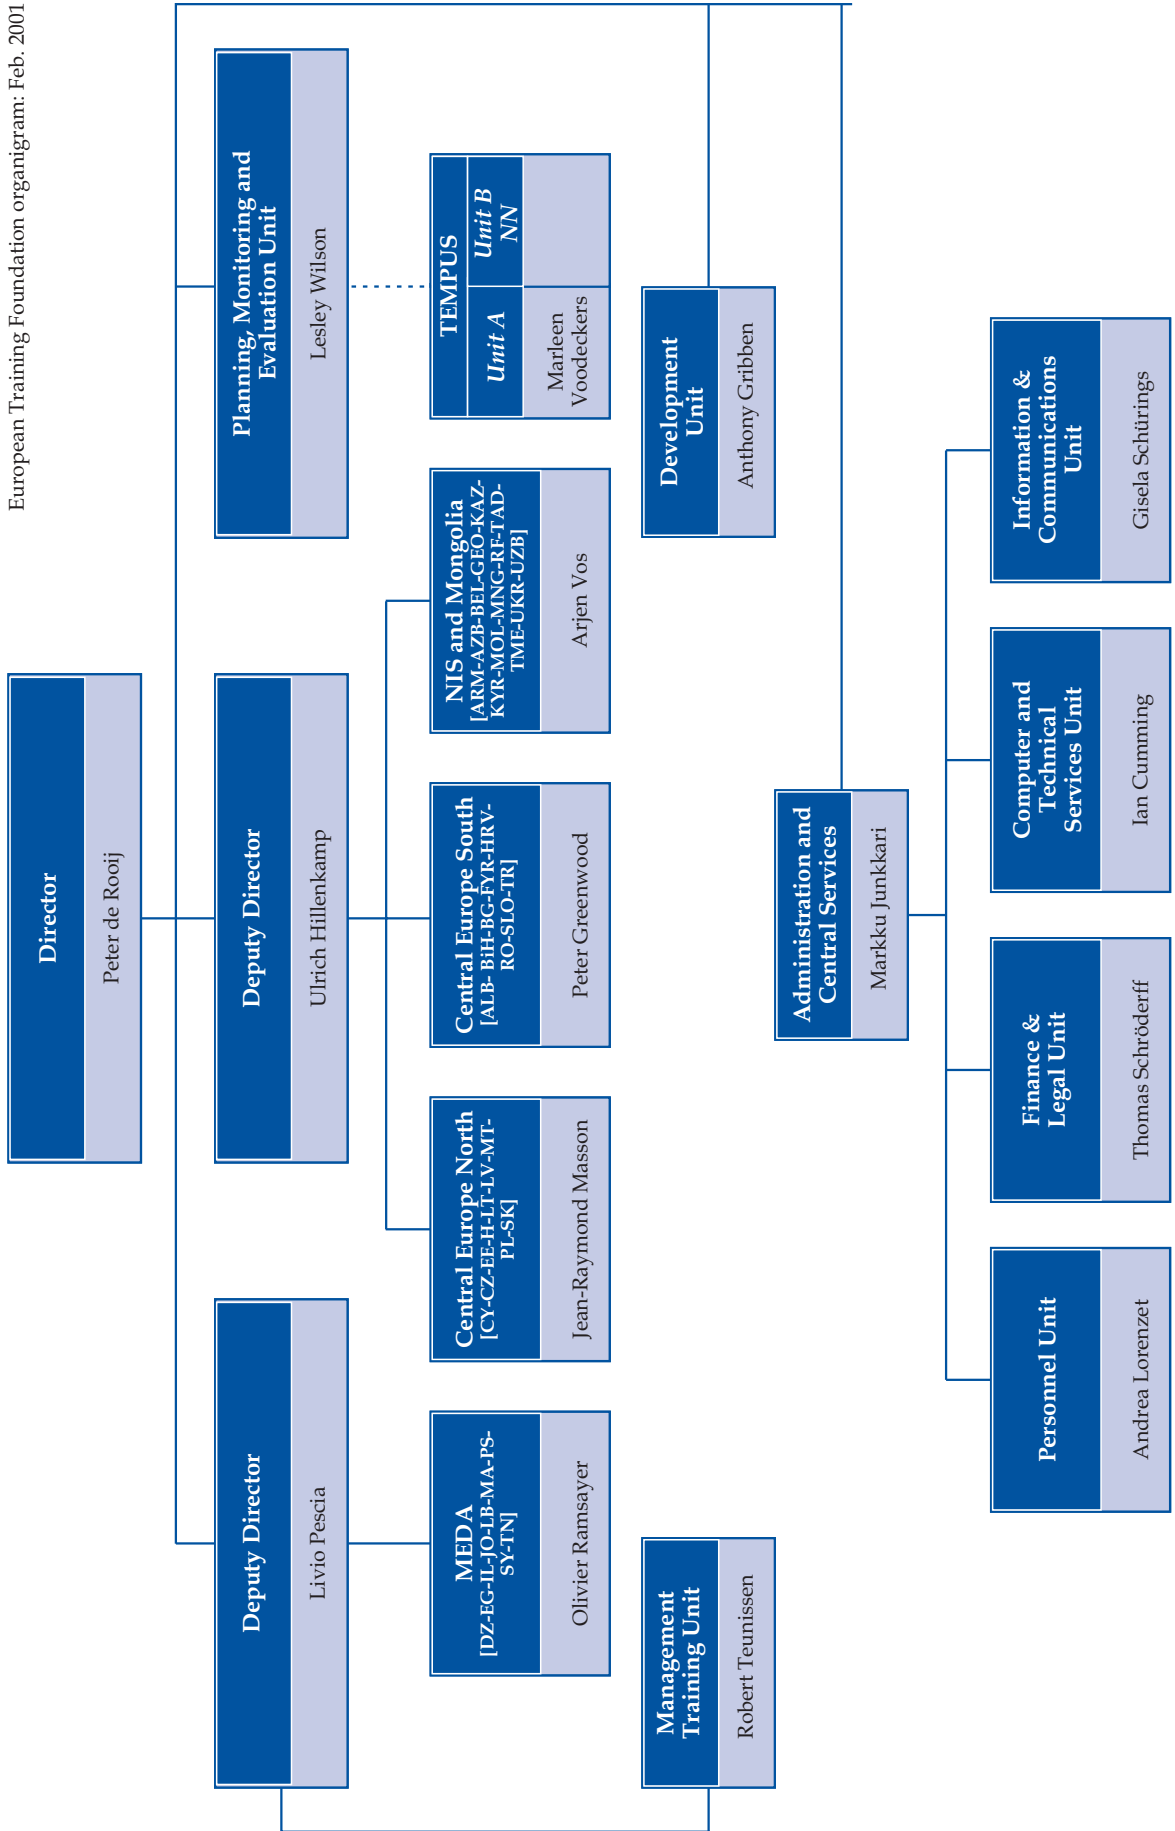 European Training Foundation organigram: Feb. 2001
Director
Peter de Rooij
Deputy Director
Livio Pescia
Deputy Director
Ulrich Hillenkamp
Planning, Monitoring and
Evaluation Unit
Lesley Wilson
MEDA
[DZ-EG-IL-JO-LB-MA-PS-
SY-TN]
Olivier Ramsayer
Central Europe North
[CY-CZ-EE-H-LT-LV-MT-
PL-SK]
Jean-Raymond Masson
Central Europe South
[ALB- BiH-BG-FYR-HRV-
RO-SLO-TR]
Peter Greenwood
NIS and Mongolia
[ARM-AZB-BEL-GEO-KAZ-
KYR-MOL-MNG-RF-TAD-
TME-UKR-UZB]
Arjen Vos
TEMPUS
Unit A
Marleen
Voodeckers
Unit B
NN
Management
Training Unit
Robert Teunissen
Development
Unit
Anthony Gribben
Administration and
Central Services
Markku Junkkari
Personnel Unit
Andrea Lorenzet
Finance &
Legal Unit
Thomas Schröderff
Computer and
Technical
Services Unit
Ian Cumming
Information &
Communications
Unit
Gisela Schürings